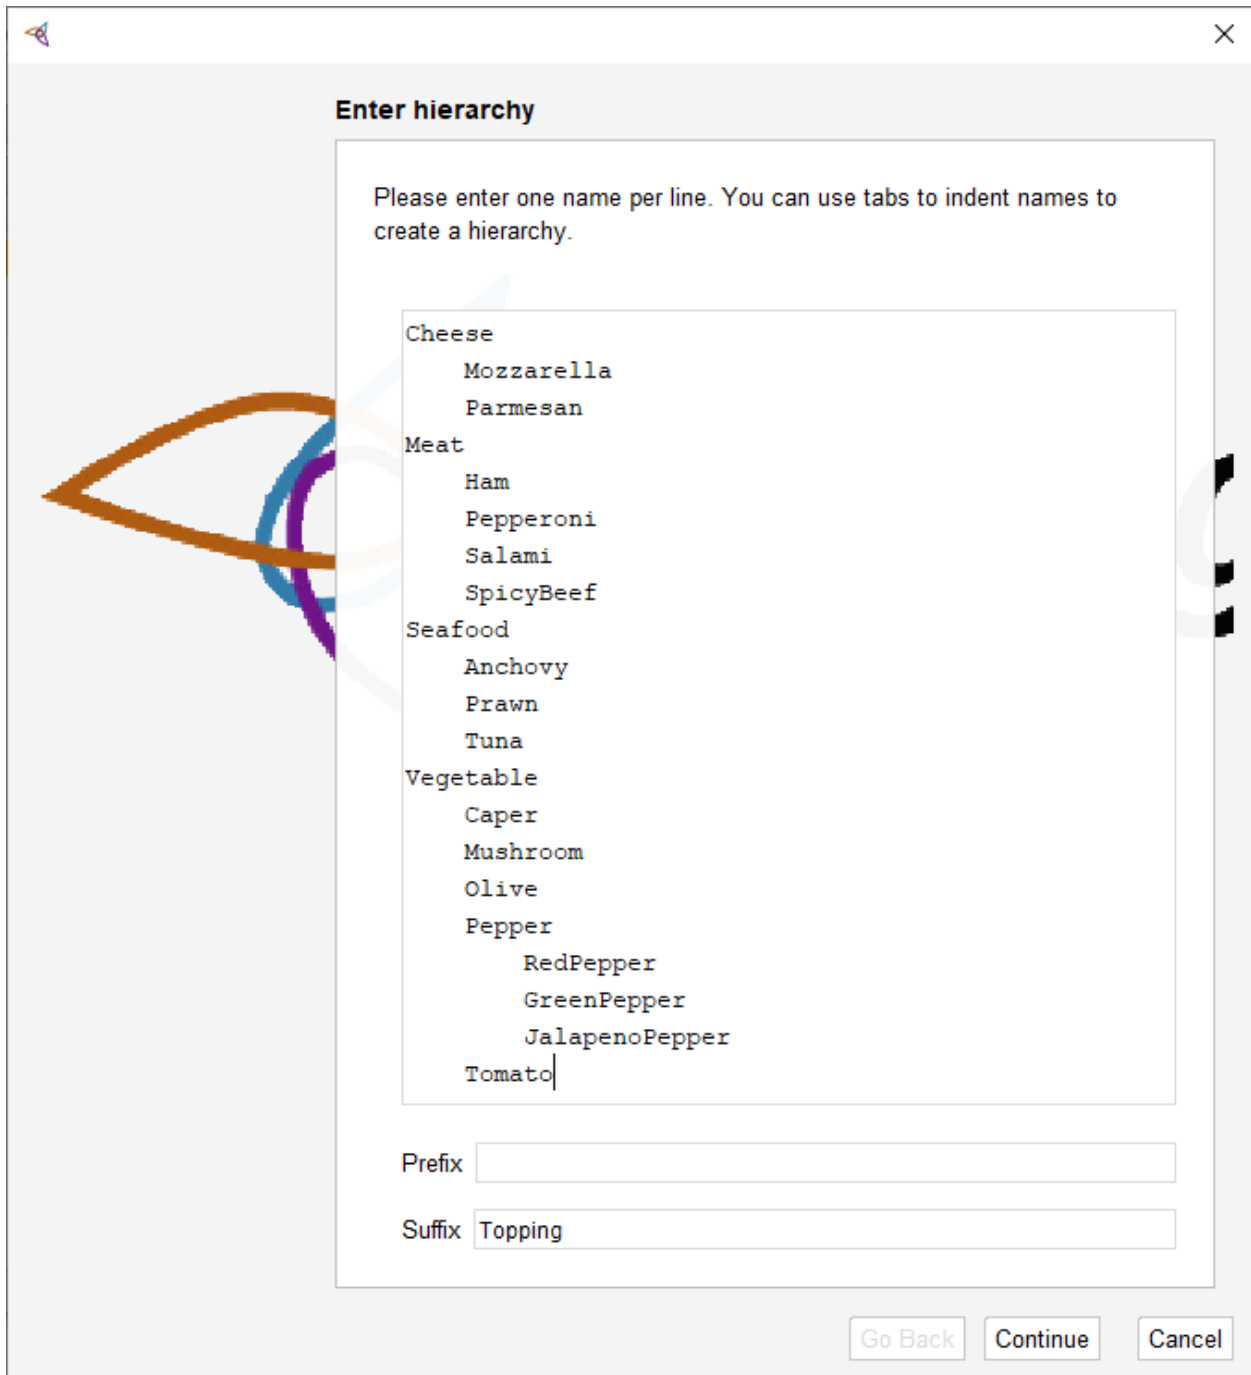 Enter hierarchy
Please enter one name per line. You can use tabs to indent names to
create a hierarchy.
Cheese
Mozzarella
Parmesan
Meat
Ham
Pepperoni
Salami
SpicyBeef
Seafood
Anchovy
Prawn
Tuna
Vegetable
Caper
Mushroom
Olive
Pepper
RedPepper
GreenPepper
JalapenoPepper
Tomato
Prefix
Suffix Topping
Go Back Continue Cancel